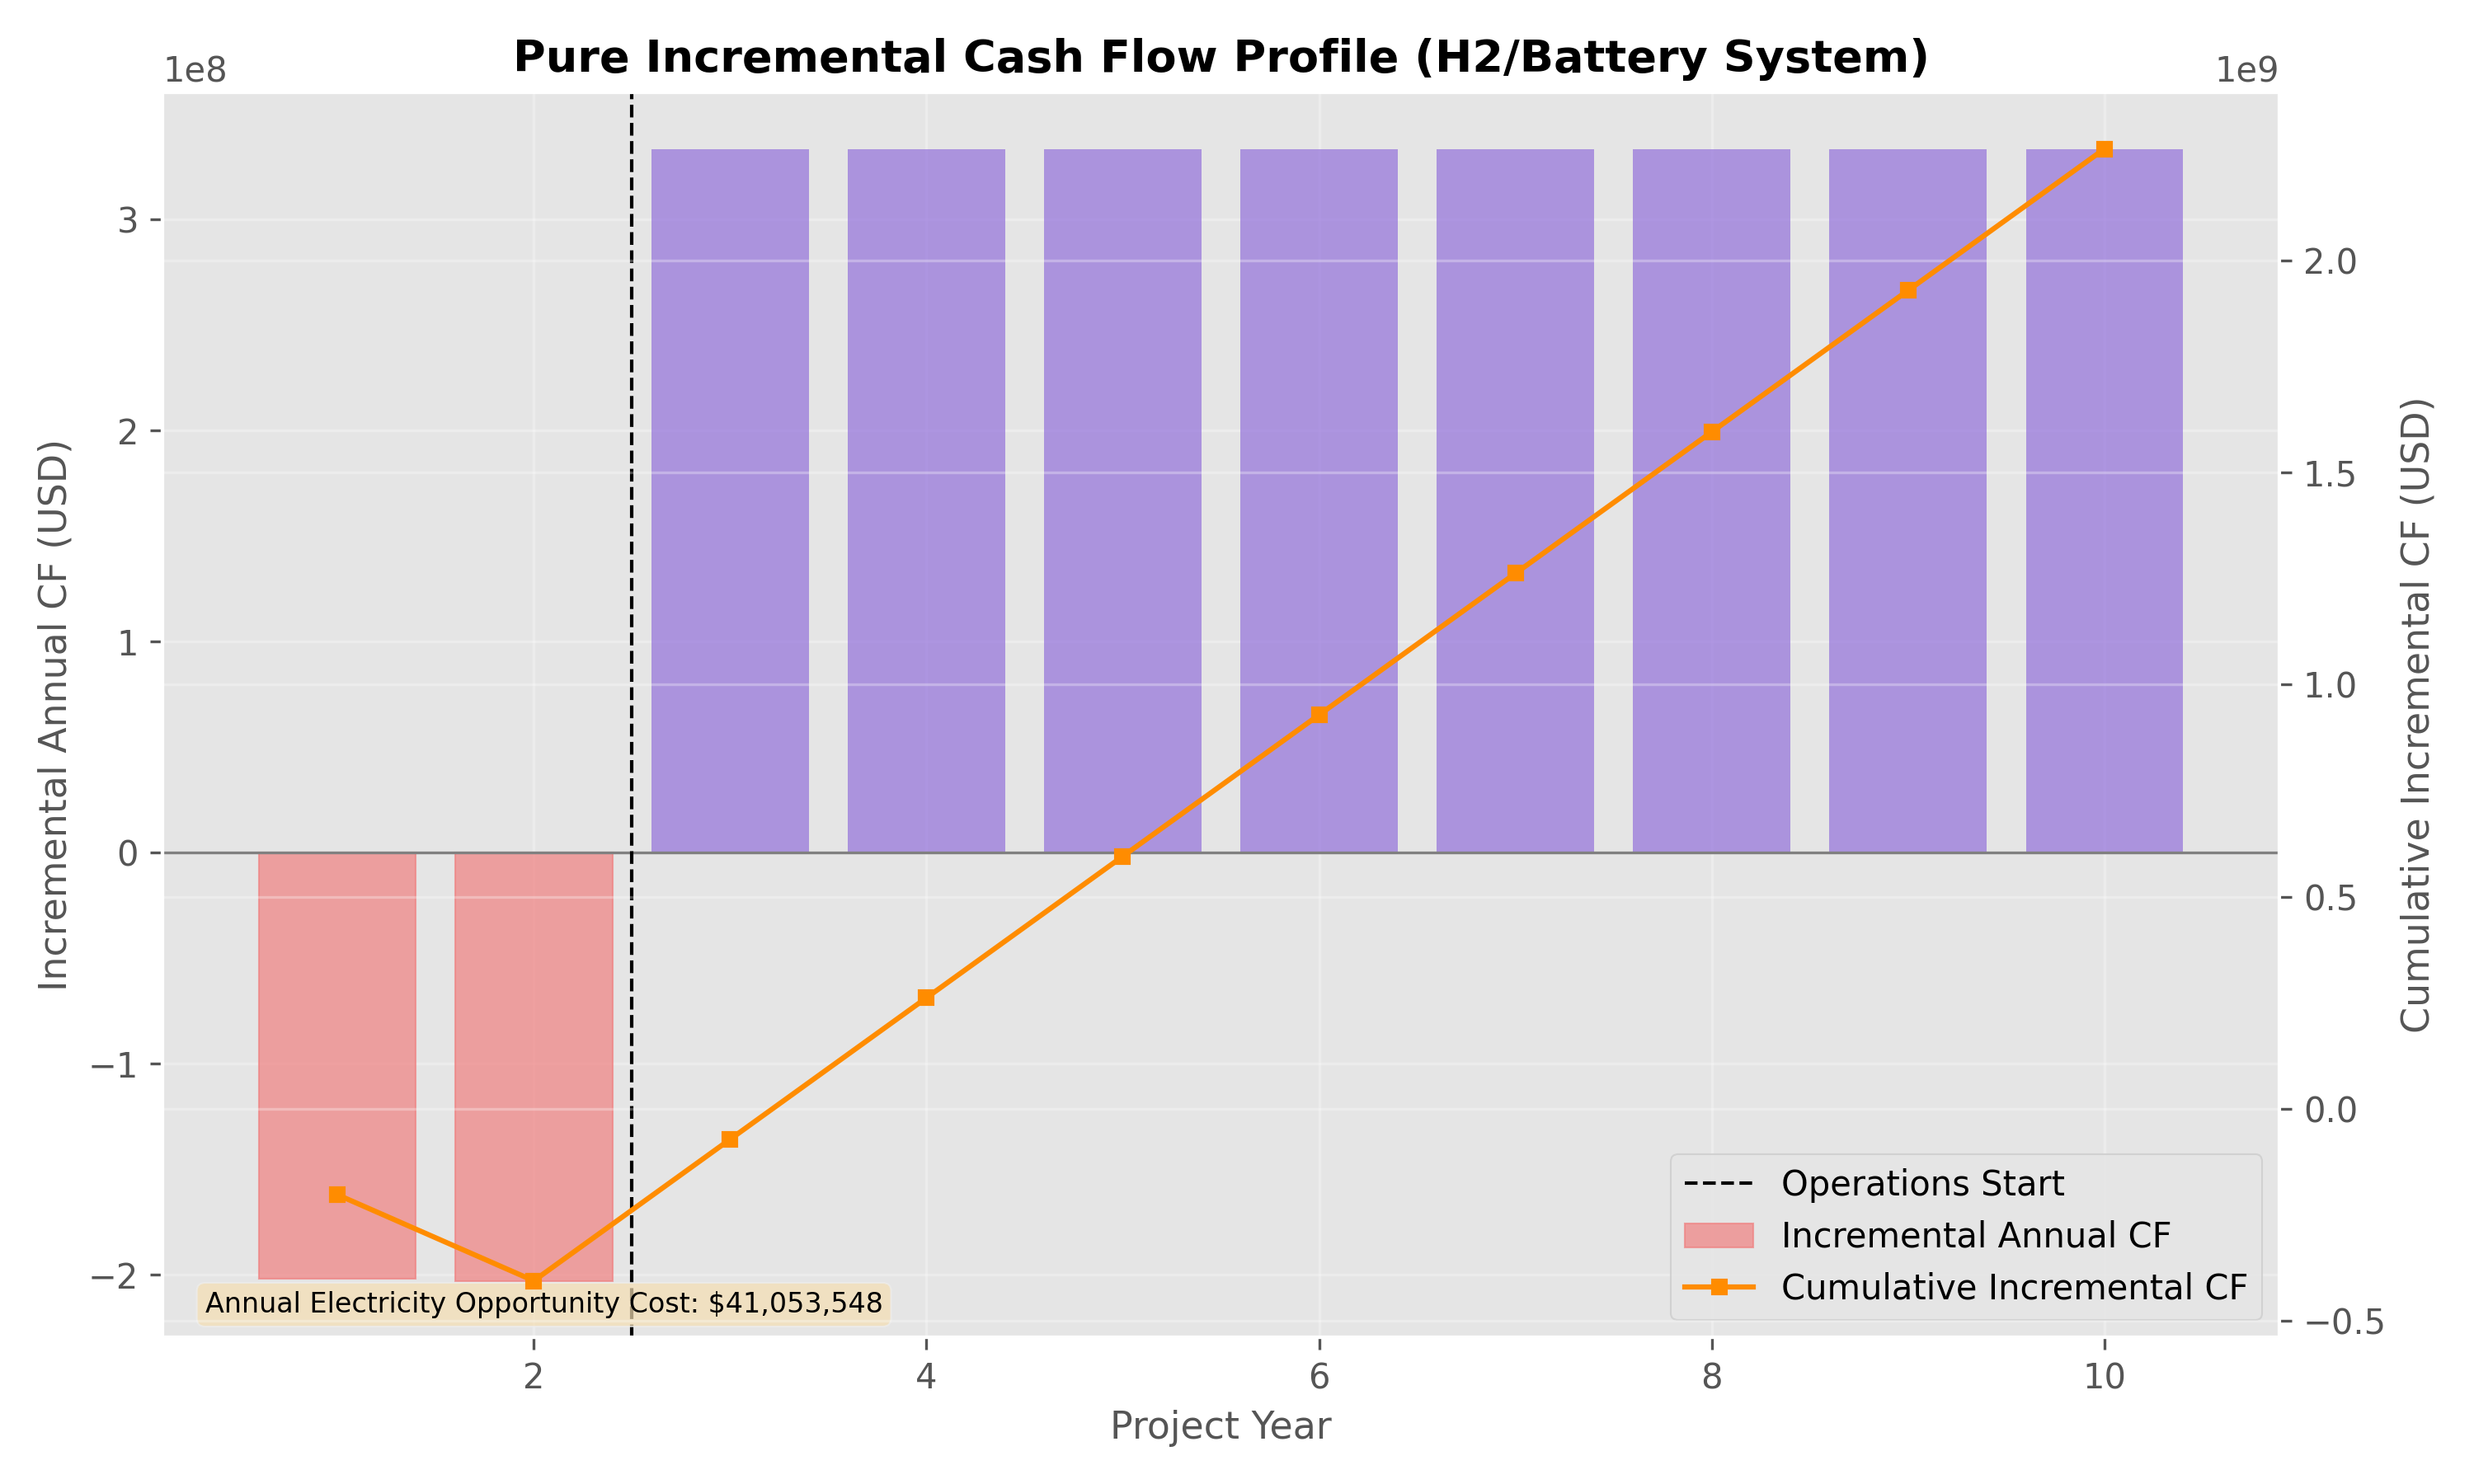 Pure Incremental Cash Flow Profile (H2/Battery System)
1e8
1e9
3
2
1
0
−1
−2
Incremental Annual CF (USD)
2.0
1.5
1.0
0.5
0.0
−0.5
Cumulative Incremental CF (USD)
Operations Start
Incremental Annual CF
Cumulative Incremental CF
Annual Electricity Opportunity Cost: $41,053,548
2 4 6 8 10
Project Year